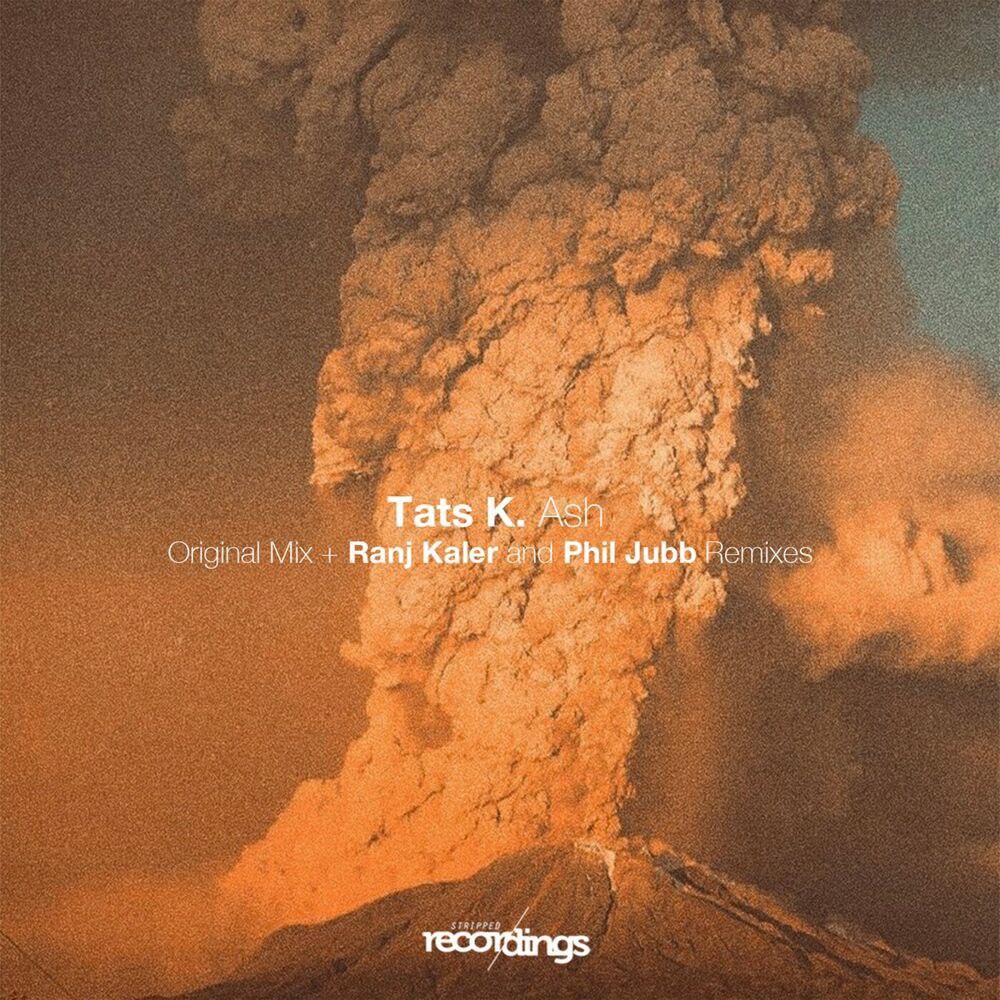 Tats K. Ash
Original Mix + Ranj Kaler and Phil Jubb Remixes
STRIPPED
recordings